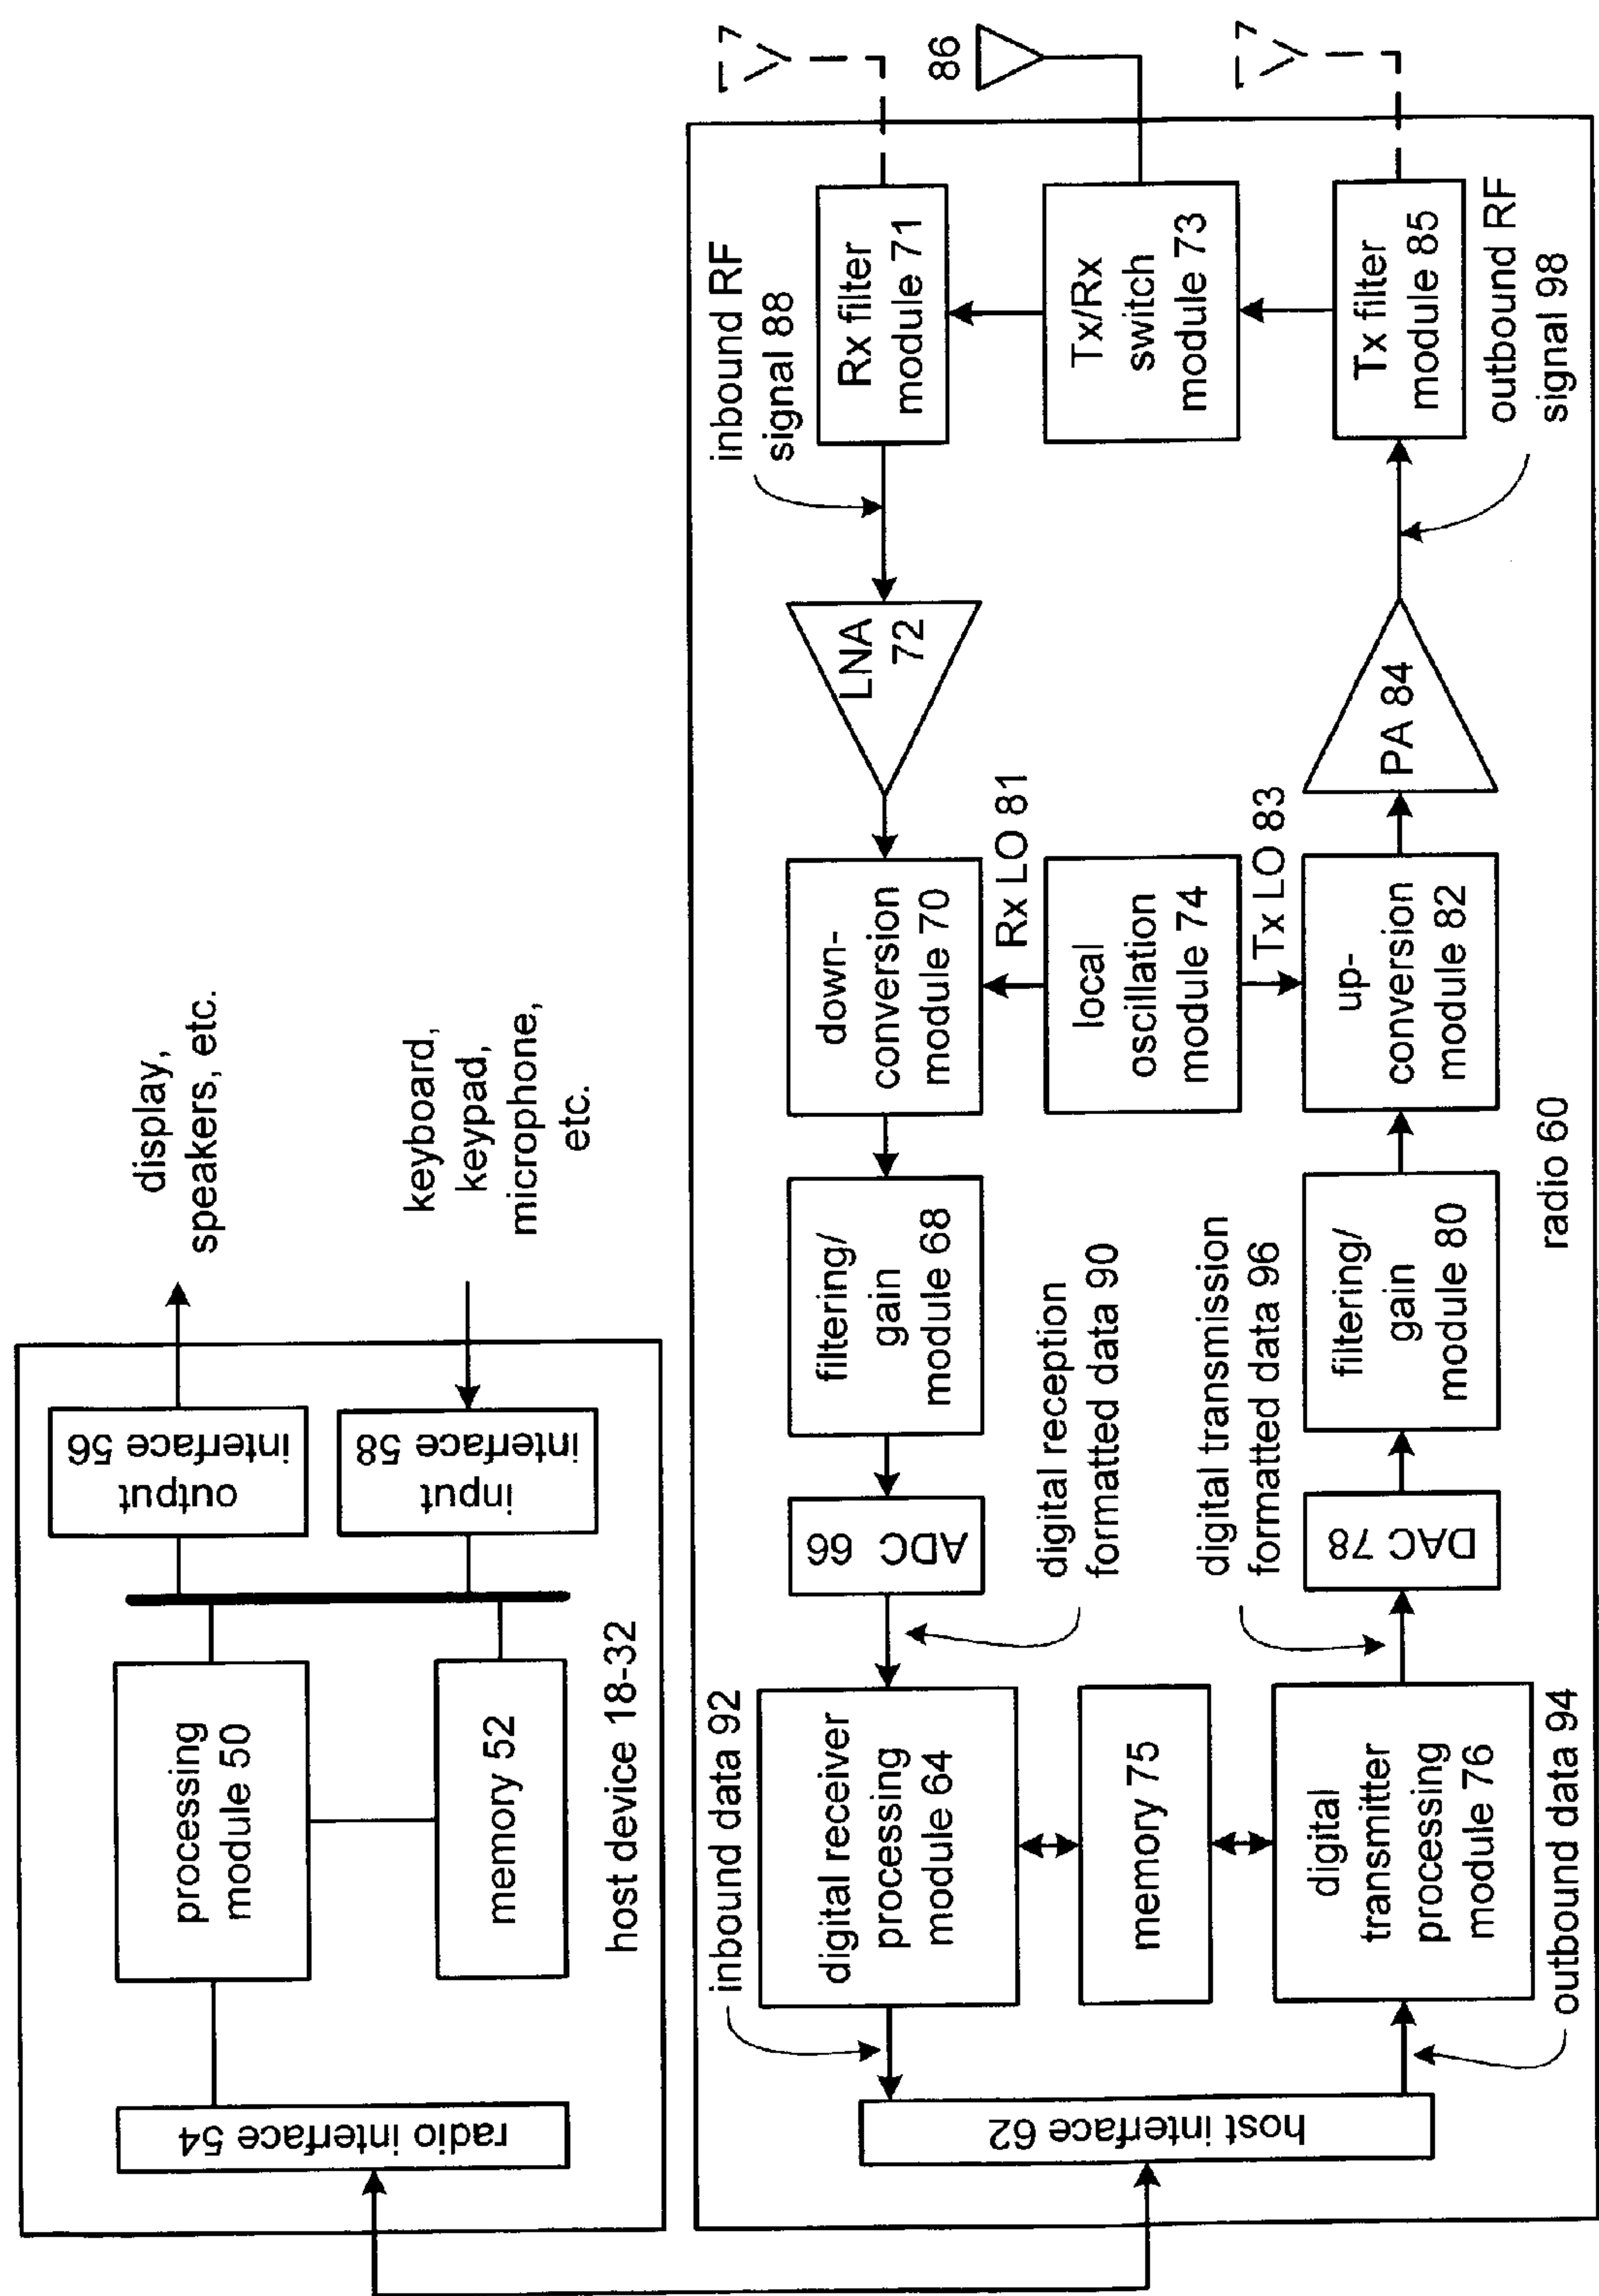 radio interface 54
processing
module 50
memory 52
output
interface 56
input
interface 58
display,
speakers, etc.
keyboard,
keypad,
microphone,
etc.
host device 18-32
host interface 62
inbound data 92
digital receiver
processing
module 64
memory 75
digital
transmitter
processing
module 76
outbound data 94
ADC 66
digital reception
formatted data 90
digital transmission
formatted data 96
DAC 78
filtering/
gain
module 68
filtering/
gain
module 80
down-
conversion
module 70
Rx LO 81
local
oscillation
module 74
Tx LO 83
up-
conversion
module 82
radio 60
LNA
72
PA 84
inbound RF
signal 88
Rx filter
module 71
Tx/Rx
switch
module 73
Tx filter
module 85
outbound RF
signal 98
86